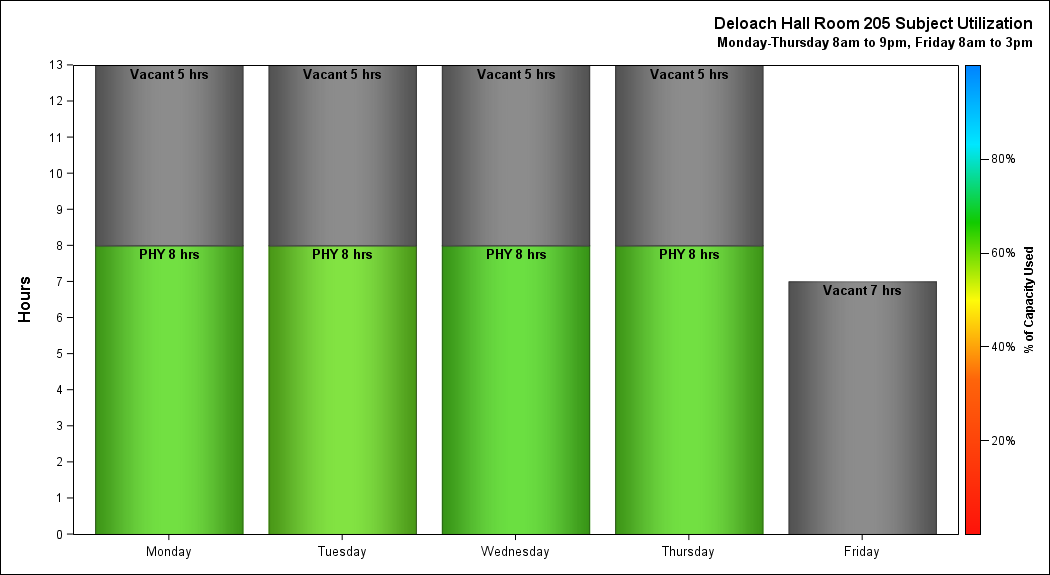 Deloach Hall Room 205 Subject Utilization
Monday-Thursday 8am to 9pm, Friday 8am to 3pm
Hours
13
12
11
10
9
8
7
6
5
4
3
2
1
0
Vacant 5 hrs
Vacant 5 hrs
Vacant 5 hrs
Vacant 5 hrs
PHY 8 hrs
PHY 8 hrs
PHY 8 hrs
PHY 8 hrs
Vacant 7 hrs
Monday
Tuesday
Wednesday
Thursday
Friday
80%
60%
40%
20%
% of Capacity Used